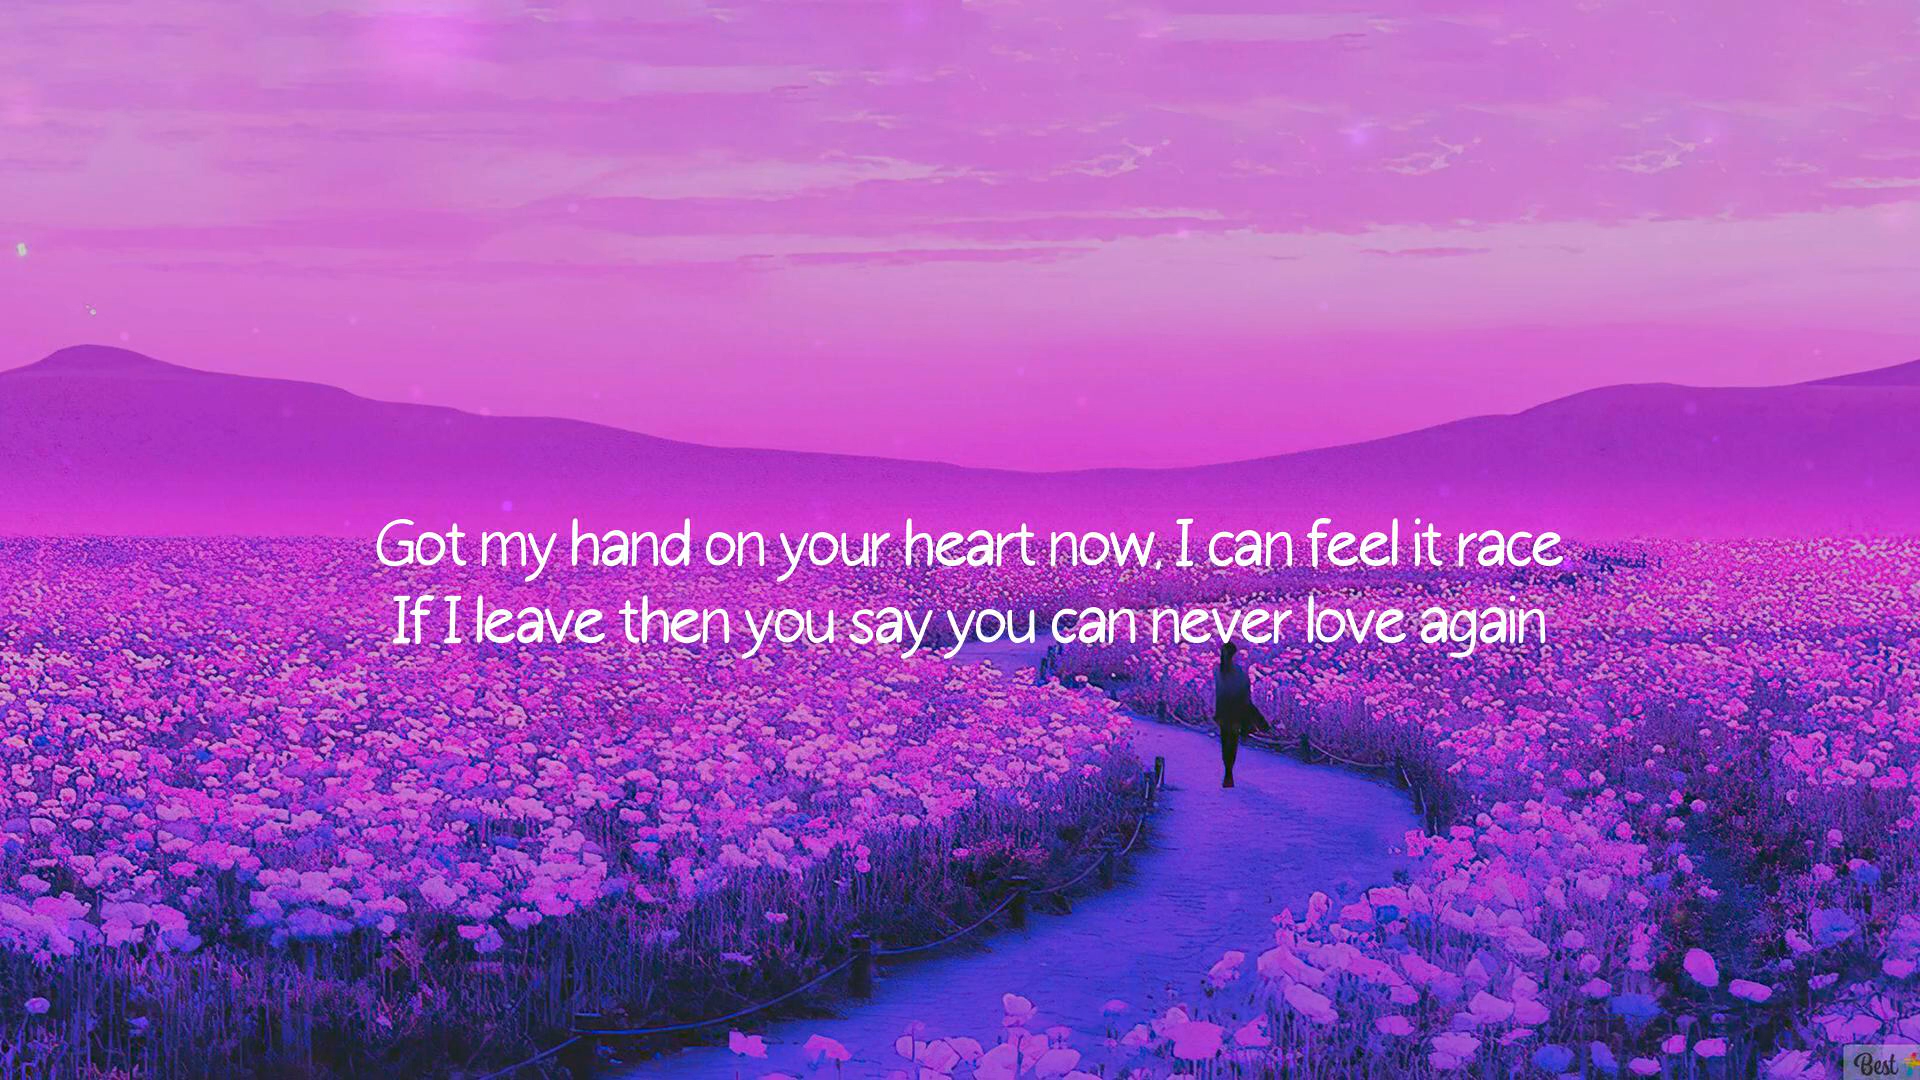 Got my hand on your heart now, I can feel it race
If I leave then you say you can never love again
Best